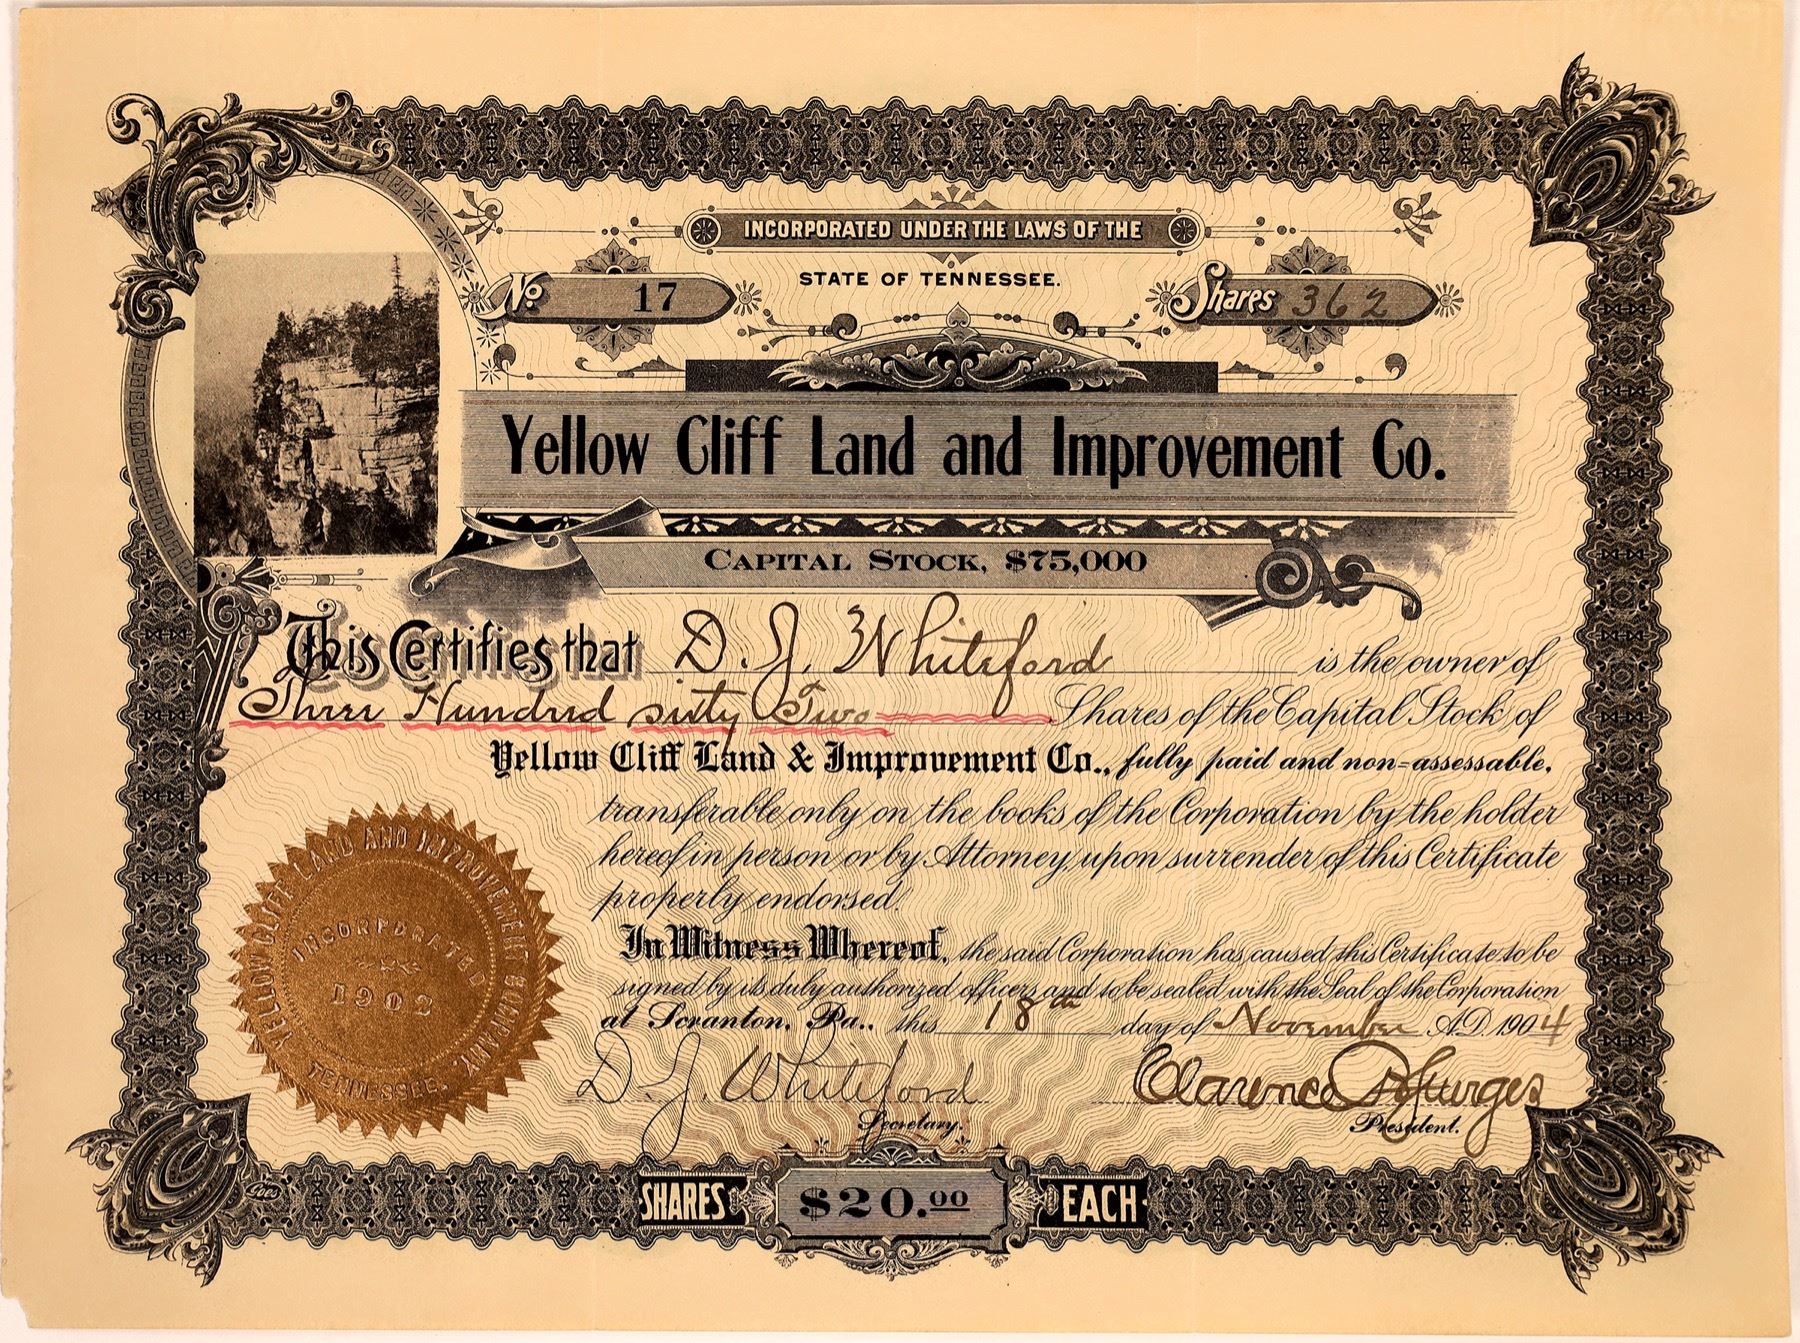 INCORPORATED UNDER THE LAWS OF THE
STATE OF TENNESSEE.
No 17
Shares 362
Yellow Cliff Land and Improvement Co.
CAPITAL STOCK, $75,000
This Certifies that D. J. Whiteford is the owner of
Three Hundred sixty Two Shares of the Capital Stock of
Yellow Cliff Land & Improvement Co., fully paid and non-assessable,
transferable only on the books of the Corporation by the holder
hereof in person or by Attorney, upon surrender of this Certificate
properly endorsed.
In Witness Whereof, the said Corporation has caused this Certificate to be
signed by its duly authorized officers and to be sealed with the Seal of the Corporation
at Scranton, Pa., this 18th day of November A.D. 1904
D. J. Whiteford
Secretary.
Clarence Sturges
President.
YELLOW CLIFF LAND AND IMPROVEMENT COMPANY.
INCORPORATED
1902
TENNESSEE.
Goes
SHARES $20.00 EACH